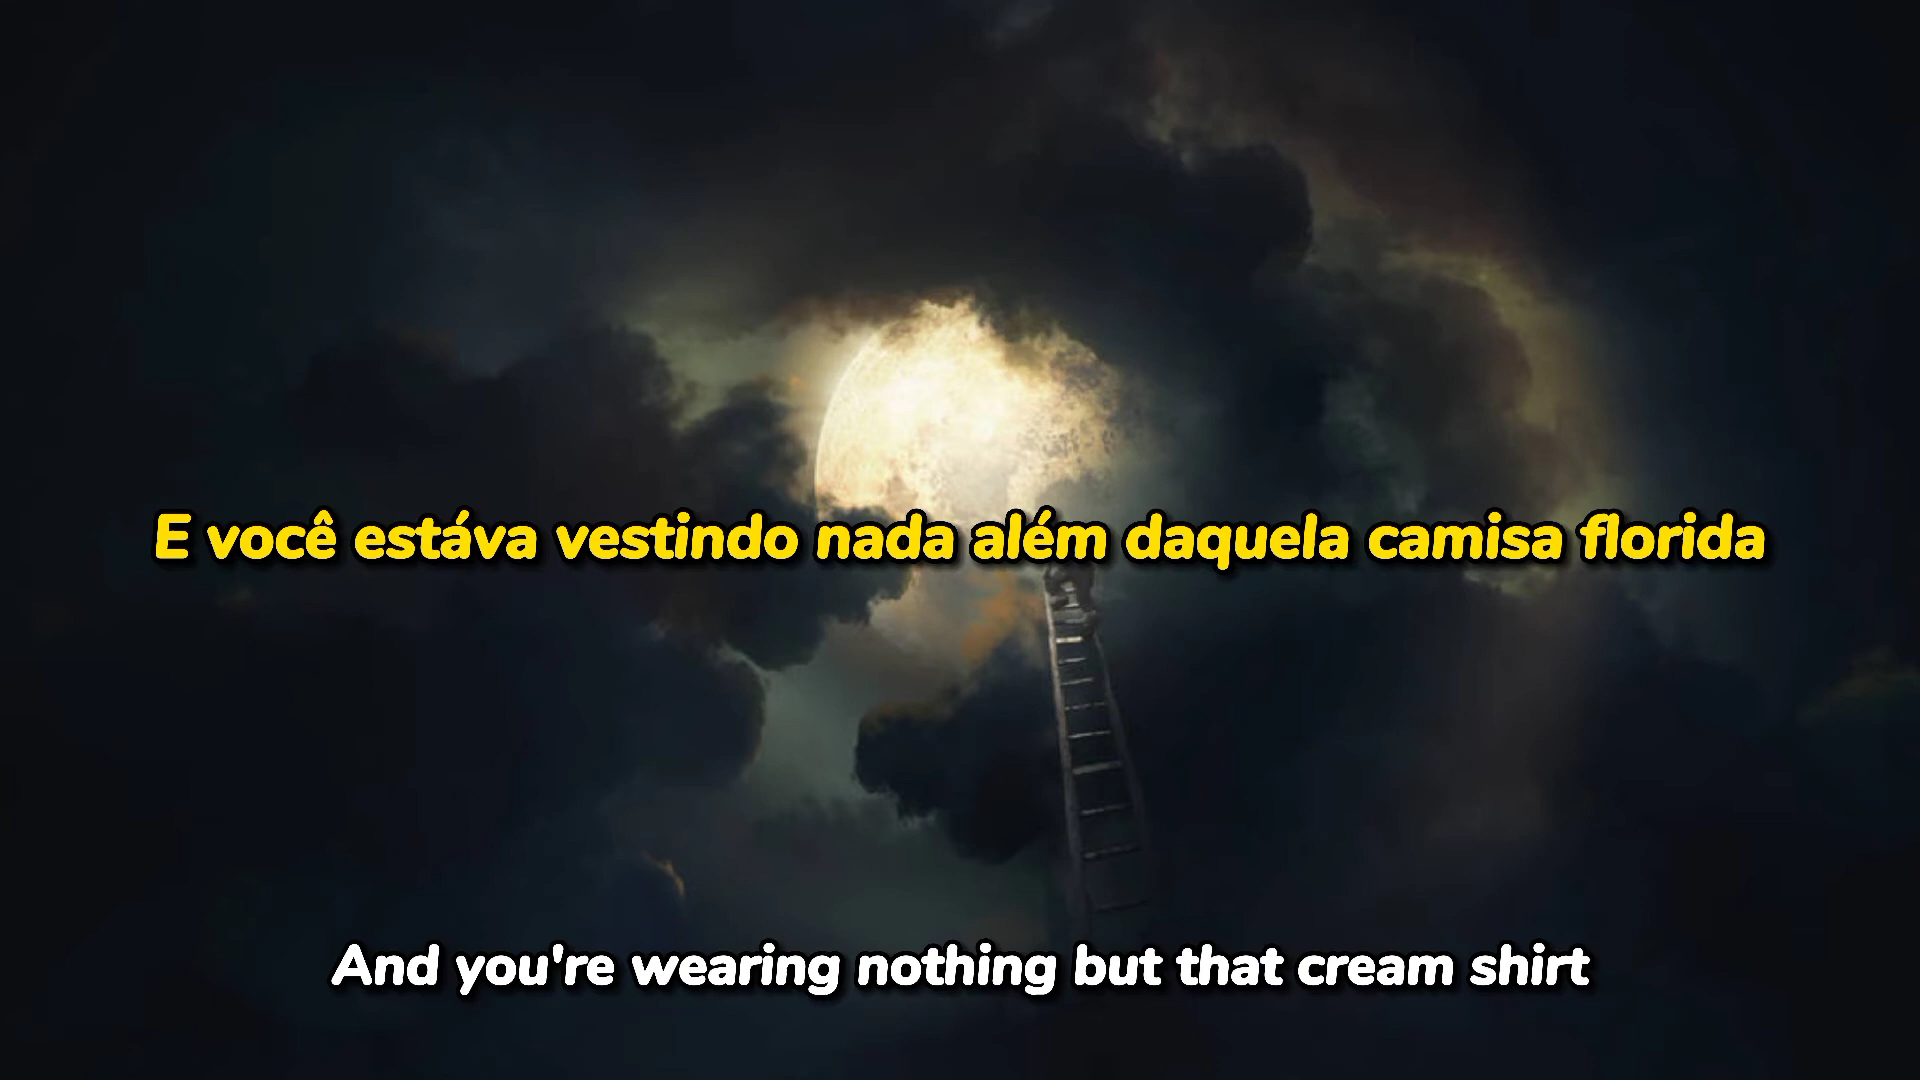 E você estáva vestindo nada além daquela camisa florida
And you're wearing nothing but that cream shirt